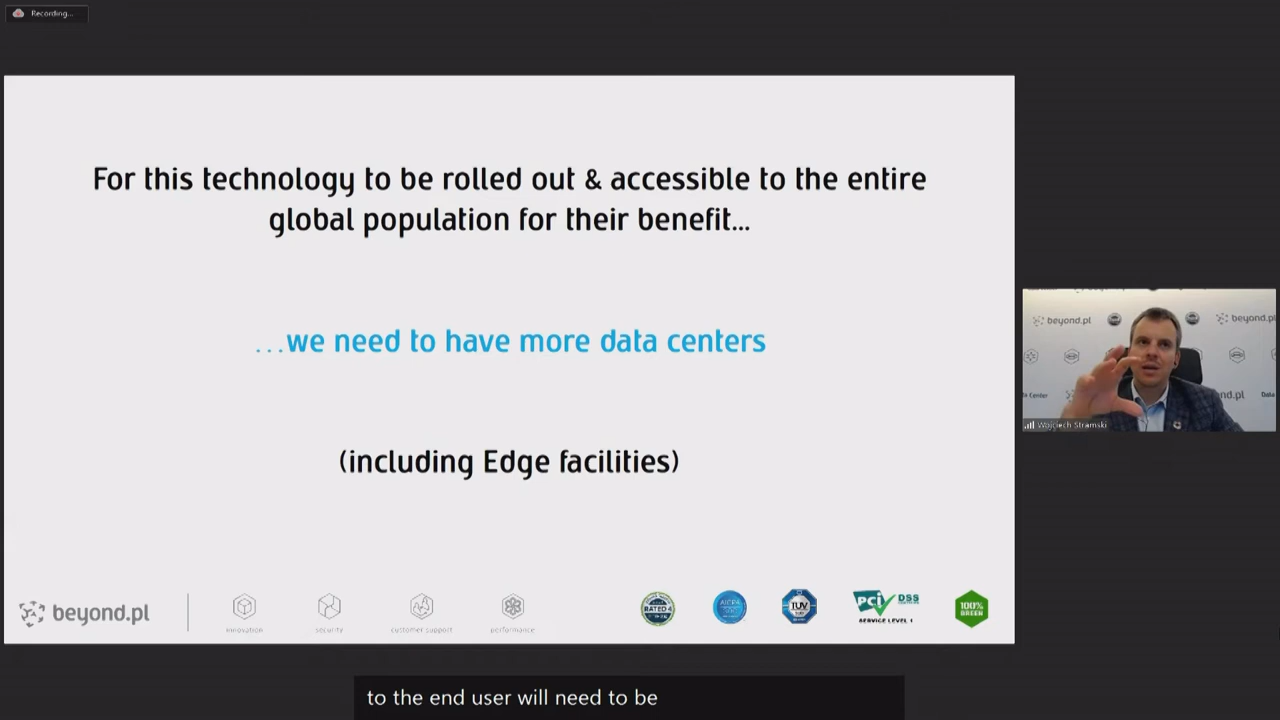 Recording...
For this technology to be rolled out & accessible to the entire
global population for their benefit...
...we need to have more data centers
(including Edge facilities)
beyond.pl
innovation
security
customer support
performance
RATED 4
AICPA
TÜV
PCI DSS
SERVICE LEVEL 1
100%
GREEN
beyond.pl
beyond.pl
nd.pl
Wojciech Stramski
to the end user will need to be